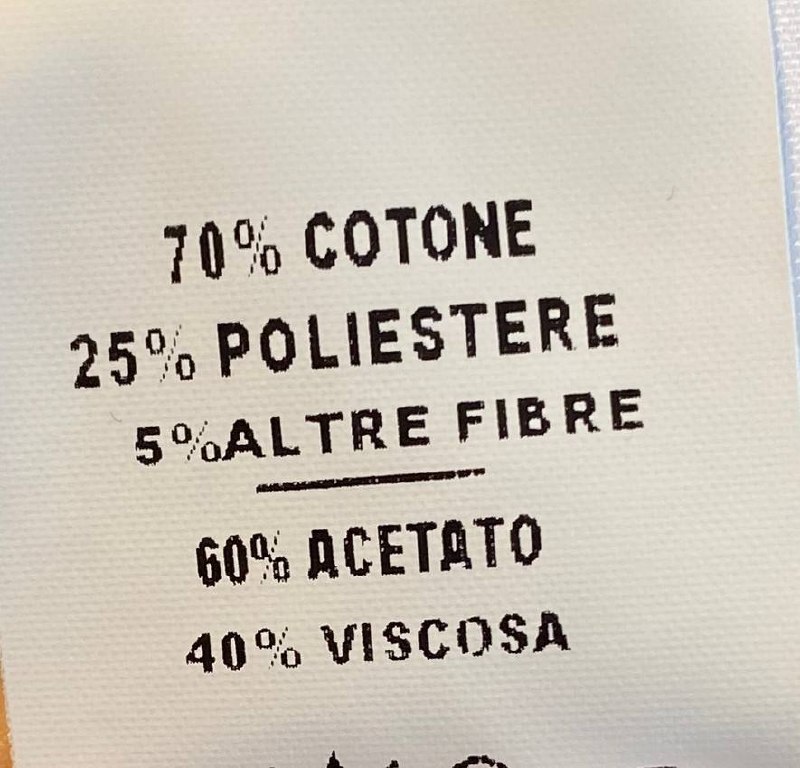 70% COTONE
25% POLIESTERE
5% ALTRE FIBRE
60% ACETATO
40% VISCOSA